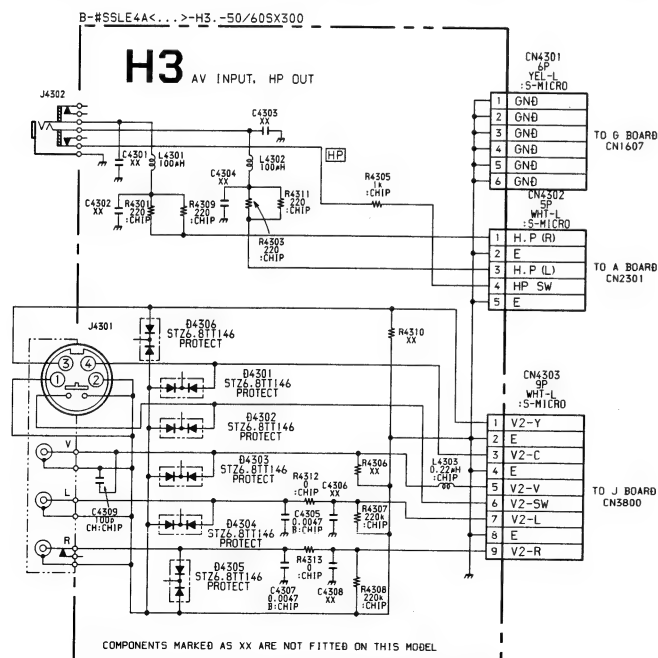 B-#SSLE4A<...>-H3.-50/60SX300
H3 AV INPUT, HP OUT
J4302
C4303
XX
C4301
XX
L4301
100µH
C4304
XX
L4302
100µH
HP
R4305
1k
:CHIP
C4302
XX
R4301
220
:CHIP
R4309
220
:CHIP
R4311
220
:CHIP
R4303
220
:CHIP
CN4301
6P
YEL-L
:S-MICRO
1 GND
2 GND
3 GND
4 GND
5 GND
6 GND
TO G BOARD
CN1607
CN4302
5P
WHT-L
:S-MICRO
1 H.P (R)
2 E
3 H.P (L)
4 HP SW
5 E
TO A BOARD
CN2301
J4301
3 4
1 2
D4306
STZ6.8TT146
PROTECT
R4310
XX
D4301
STZ6.8TT146
PROTECT
D4302
STZ6.8TT146
PROTECT
D4303
STZ6.8TT146
PROTECT
D4304
STZ6.8TT146
PROTECT
D4305
STZ6.8TT146
PROTECT
V
L
R
C4309
100p
CH:CHIP
R4312
0
:CHIP
C4306
XX
R4306
XX
C4305
0.0047
B:CHIP
R4307
220k
:CHIP
R4313
0
:CHIP
C4307
0.0047
B:CHIP
C4308
XX
R4308
220k
:CHIP
L4303
0.22µH
:CHIP
CN4303
9P
WHT-L
:S-MICRO
1 V2-Y
2 E
3 V2-C
4 E
5 V2-V
6 V2-SW
7 V2-L
8 E
9 V2-R
TO J BOARD
CN3800
COMPONENTS MARKED AS XX ARE NOT FITTED ON THIS MODEL